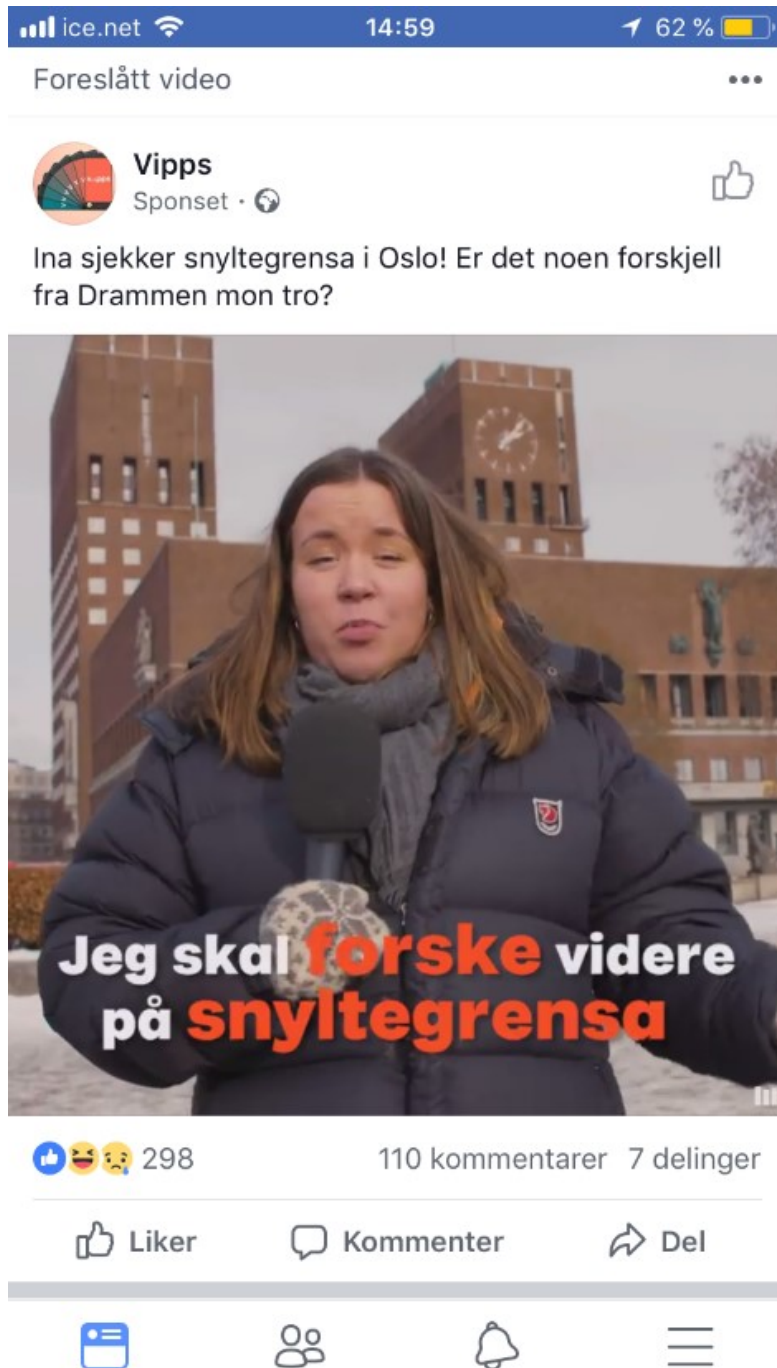 ice.net
14:59
62 %
Foreslått video
Vipps
Sponset
Ina sjekker snyltegrensa i Oslo! Er det noen forskjell
fra Drammen mon tro?
Jeg skal forske videre
på snyltegrensa
298
110 kommentarer 7 delinger
Liker
Kommenter
Del